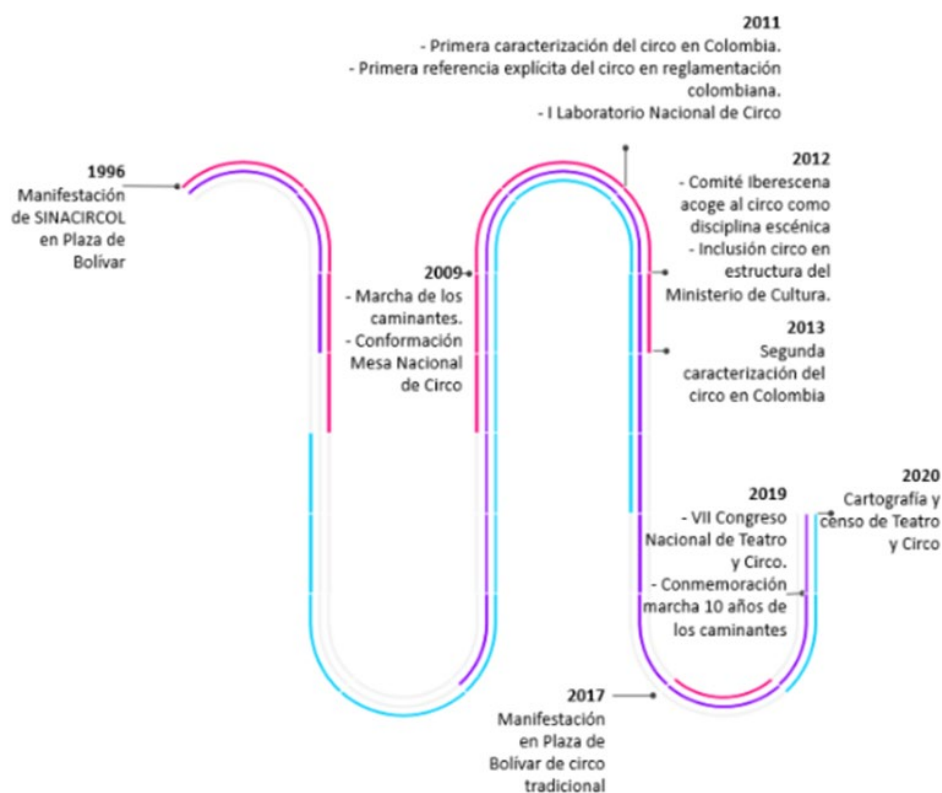 1996
Manifestación
de SINACIRCOL
en Plaza de
Bolívar
2009
- Marcha de los
caminantes.
- Conformación
Mesa Nacional
de Circo
2011
- Primera caracterización del circo en Colombia.
- Primera referencia explícita del circo en reglamentación
colombiana.
- I Laboratorio Nacional de Circo
2012
- Comité Iberescena
acoge al circo como
disciplina escénica
- Inclusión circo en
estructura del
Ministerio de Cultura.
2013
Segunda
caracterización del
circo en Colombia
2017
Manifestación
en Plaza de
Bolívar de circo
tradicional
2019
- VII Congreso
Nacional de Teatro
y Circo.
- Conmemoración
marcha 10 años de
los caminantes
2020
Cartografía y
censo de Teatro
y Circo